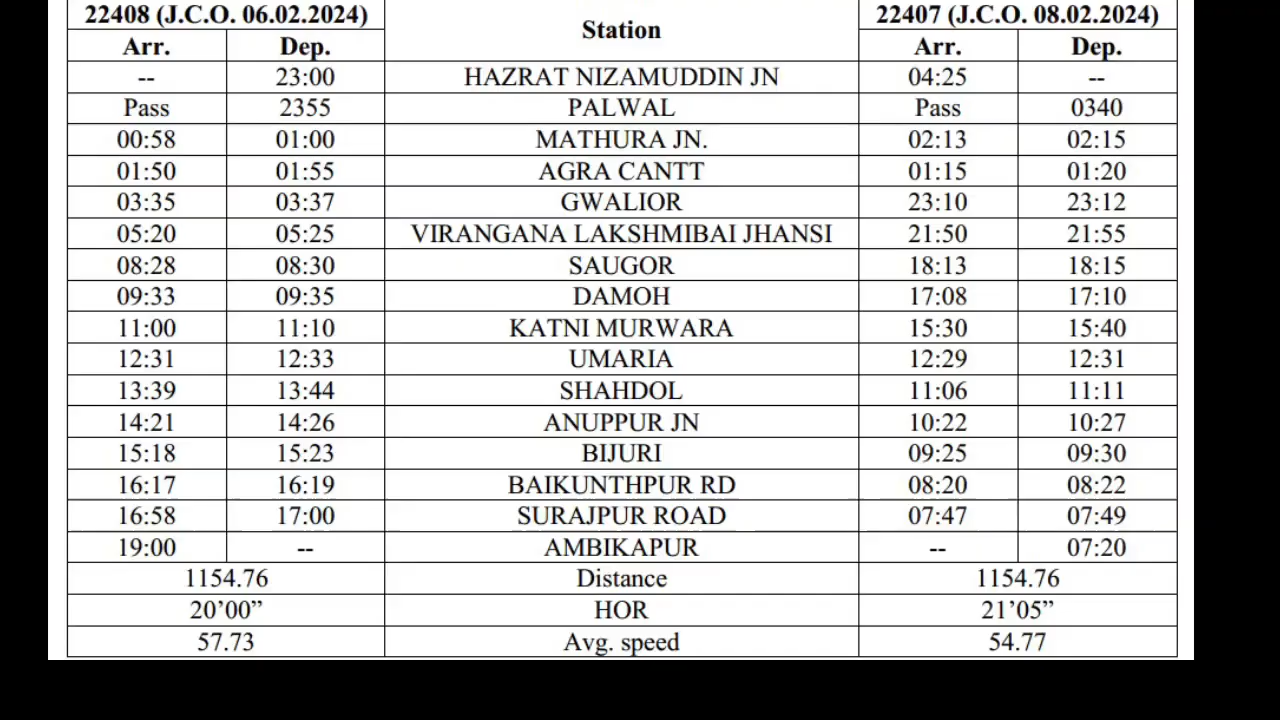 22408 (J.C.O. 06.02.2024) Station 22407 (J.C.O. 08.02.2024)
Arr. Dep. Arr. Dep.
-- 23:00 HAZRAT NIZAMUDDIN JN 04:25 --
Pass 2355 PALWAL Pass 0340
00:58 01:00 MATHURA JN. 02:13 02:15
01:50 01:55 AGRA CANTT 01:15 01:20
03:35 03:37 GWALIOR 23:10 23:12
05:20 05:25 VIRANGANA LAKSHMIBAI JHANSI 21:50 21:55
08:28 08:30 SAUGOR 18:13 18:15
09:33 09:35 DAMOH 17:08 17:10
11:00 11:10 KATNI MURWARA 15:30 15:40
12:31 12:33 UMARIA 12:29 12:31
13:39 13:44 SHAHDOL 11:06 11:11
14:21 14:26 ANUPPUR JN 10:22 10:27
15:18 15:23 BIJURI 09:25 09:30
16:17 16:19 BAIKUNTHPUR RD 08:20 08:22
16:58 17:00 SURAJPUR ROAD 07:47 07:49
19:00 -- AMBIKAPUR -- 07:20
1154.76 Distance 1154.76
20’00” HOR 21’05”
57.73 Avg. speed 54.77